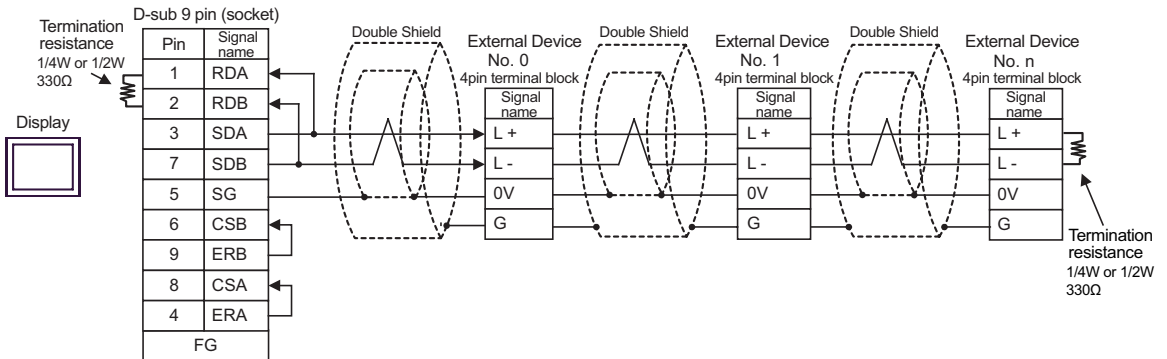 D-sub 9 pin (socket)
Termination
resistance
1/4W or 1/2W
330Ω
Display
Pin Signal name
1 RDA
2 RDB
3 SDA
7 SDB
5 SG
6 CSB
9 ERB
8 CSA
4 ERA
FG
Double Shield
External Device
No. 0
4pin terminal block
Signal
name
L +
L -
0V
G
Double Shield
External Device
No. 1
4pin terminal block
Signal
name
L +
L -
0V
G
Double Shield
External Device
No. n
4pin terminal block
Signal
name
L +
L -
0V
G
Termination
resistance
1/4W or 1/2W
330Ω